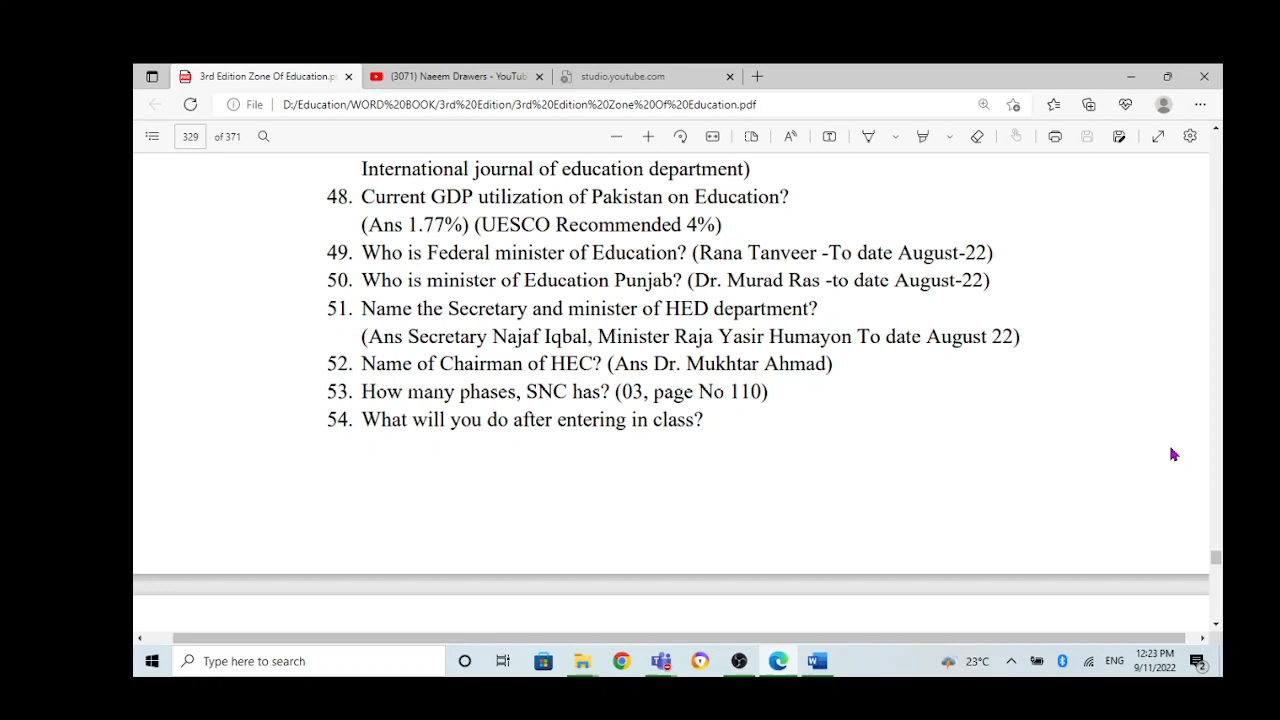 3rd Edition Zone Of Education.p
(3071) Naeem Drawers - YouTub
studio.youtube.com
File
D:/Education/WORD%20BOOK/3rd%20Edition/3rd%20Edition%20Zone%20Of%20Education.pdf
329 of 371
International journal of education department)
48. Current GDP utilization of Pakistan on Education?
(Ans 1.77%) (UESCO Recommended 4%)
49. Who is Federal minister of Education? (Rana Tanveer -To date August-22)
50. Who is minister of Education Punjab? (Dr. Murad Ras -to date August-22)
51. Name the Secretary and minister of HED department?
(Ans Secretary Najaf Iqbal, Minister Raja Yasir Humayon To date August 22)
52. Name of Chairman of HEC? (Ans Dr. Mukhtar Ahmad)
53. How many phases, SNC has? (03, page No 110)
54. What will you do after entering in class?
Type here to search
23°C
ENG
12:23 PM
9/11/2022
2